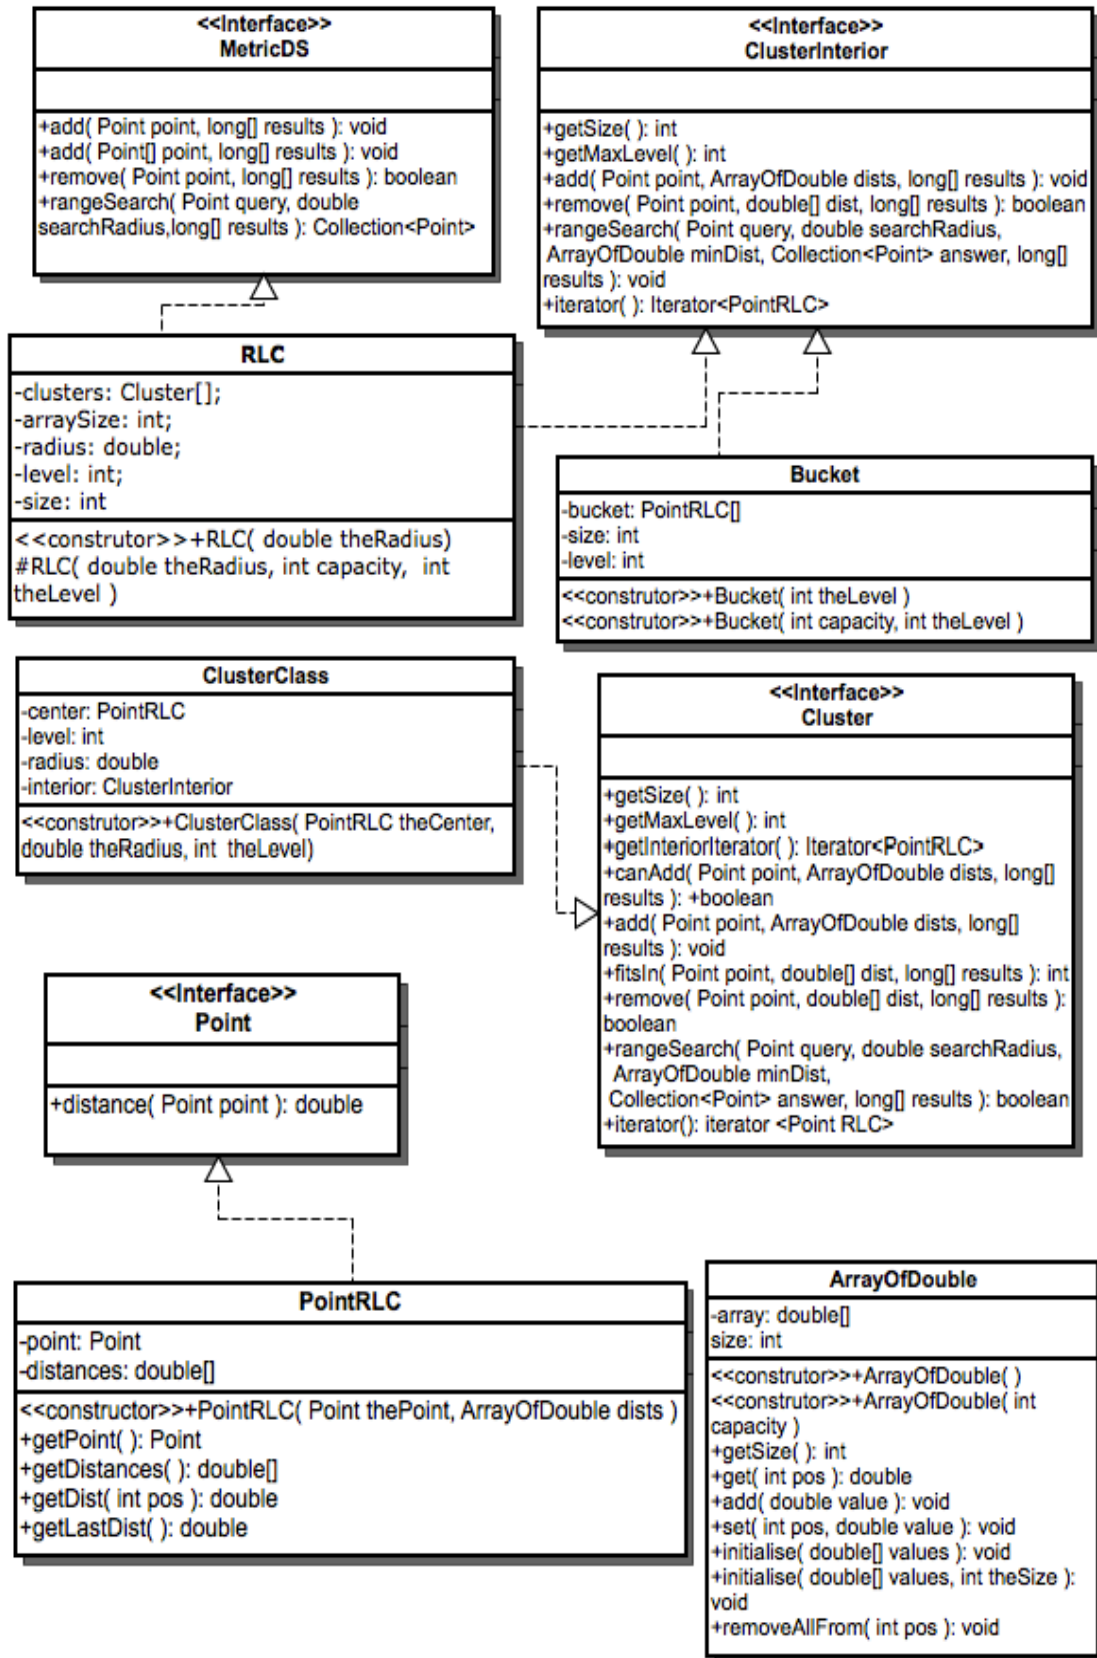 <<Interface>>
MetricDS
+add( Point point, long[] results ): void
+add( Point[] point, long[] results ): void
+remove( Point point, long[] results ): boolean
+rangeSearch( Point query, double
searchRadius,long[] results ): Collection<Point>
<<Interface>>
ClusterInterior
+getSize( ): int
+getMaxLevel( ): int
+add( Point point, ArrayOfDouble dists, long[] results ): void
+remove( Point point, double[] dist, long[] results ): boolean
+rangeSearch( Point query, double searchRadius,
ArrayOfDouble minDist, Collection<Point> answer, long[]
results ): void
+iterator( ): Iterator<PointRLC>
RLC
-clusters: Cluster[];
-arraySize: int;
-radius: double;
-level: int;
-size: int
<<construtor>>+RLC( double theRadius)
#RLC( double theRadius, int capacity, int
theLevel )
Bucket
-bucket: PointRLC[]
-size: int
-level: int
<<construtor>>+Bucket( int theLevel )
<<construtor>>+Bucket( int capacity, int theLevel )
ClusterClass
-center: PointRLC
-level: int
-radius: double
-interior: ClusterInterior
<<construtor>>+ClusterClass( PointRLC theCenter,
double theRadius, int theLevel)
<<Interface>>
Cluster
+getSize( ): int
+getMaxLevel( ): int
+getInteriorIterator( ): Iterator<PointRLC>
+canAdd( Point point, ArrayOfDouble dists, long[]
results ): +boolean
+add( Point point, ArrayOfDouble dists, long[]
results ): void
+fitsIn( Point point, double[] dist, long[] results ): int
+remove( Point point, double[] dist, long[] results ):
boolean
+rangeSearch( Point query, double searchRadius,
ArrayOfDouble minDist,
Collection<Point> answer, long[] results ): boolean
+iterator(): iterator <Point RLC>
<<Interface>>
Point
+distance( Point point ): double
PointRLC
-point: Point
-distances: double[]
<<constructor>>+PointRLC( Point thePoint, ArrayOfDouble dists )
+getPoint( ): Point
+getDistances( ): double[]
+getDist( int pos ): double
+getLastDist( ): double
ArrayOfDouble
-array: double[]
size: int
<<construtor>>+ArrayOfDouble( )
<<construtor>>+ArrayOfDouble( int
capacity )
+getSize( ): int
+get( int pos ): double
+add( double value ): void
+set( int pos, double value ): void
+initialise( double[] values ): void
+initialise( double[] values, int theSize ):
void
+removeAllFrom( int pos ): void